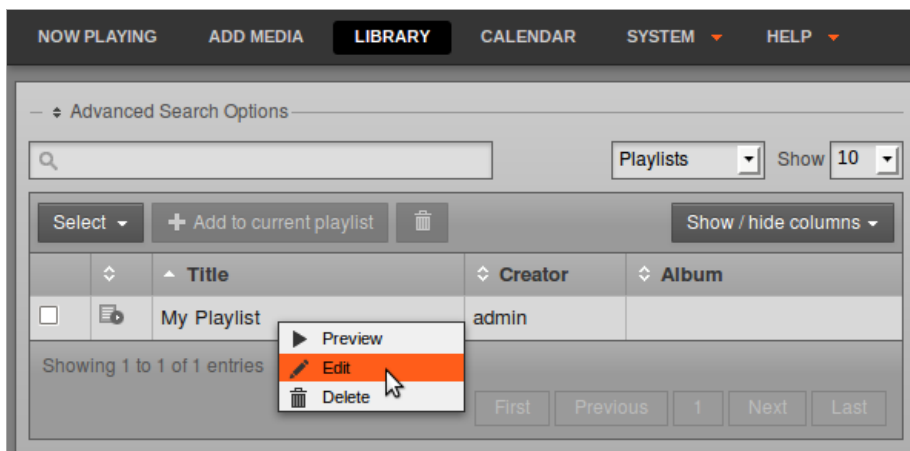 NOW PLAYING ADD MEDIA LIBRARY CALENDAR SYSTEM HELP
Advanced Search Options
Playlists Show 10
Select + Add to current playlist Show / hide columns
Title Creator Album
My Playlist admin
Preview
Showing 1 to 1 of 1 entries Edit
Delete
First Previous 1 Next Last